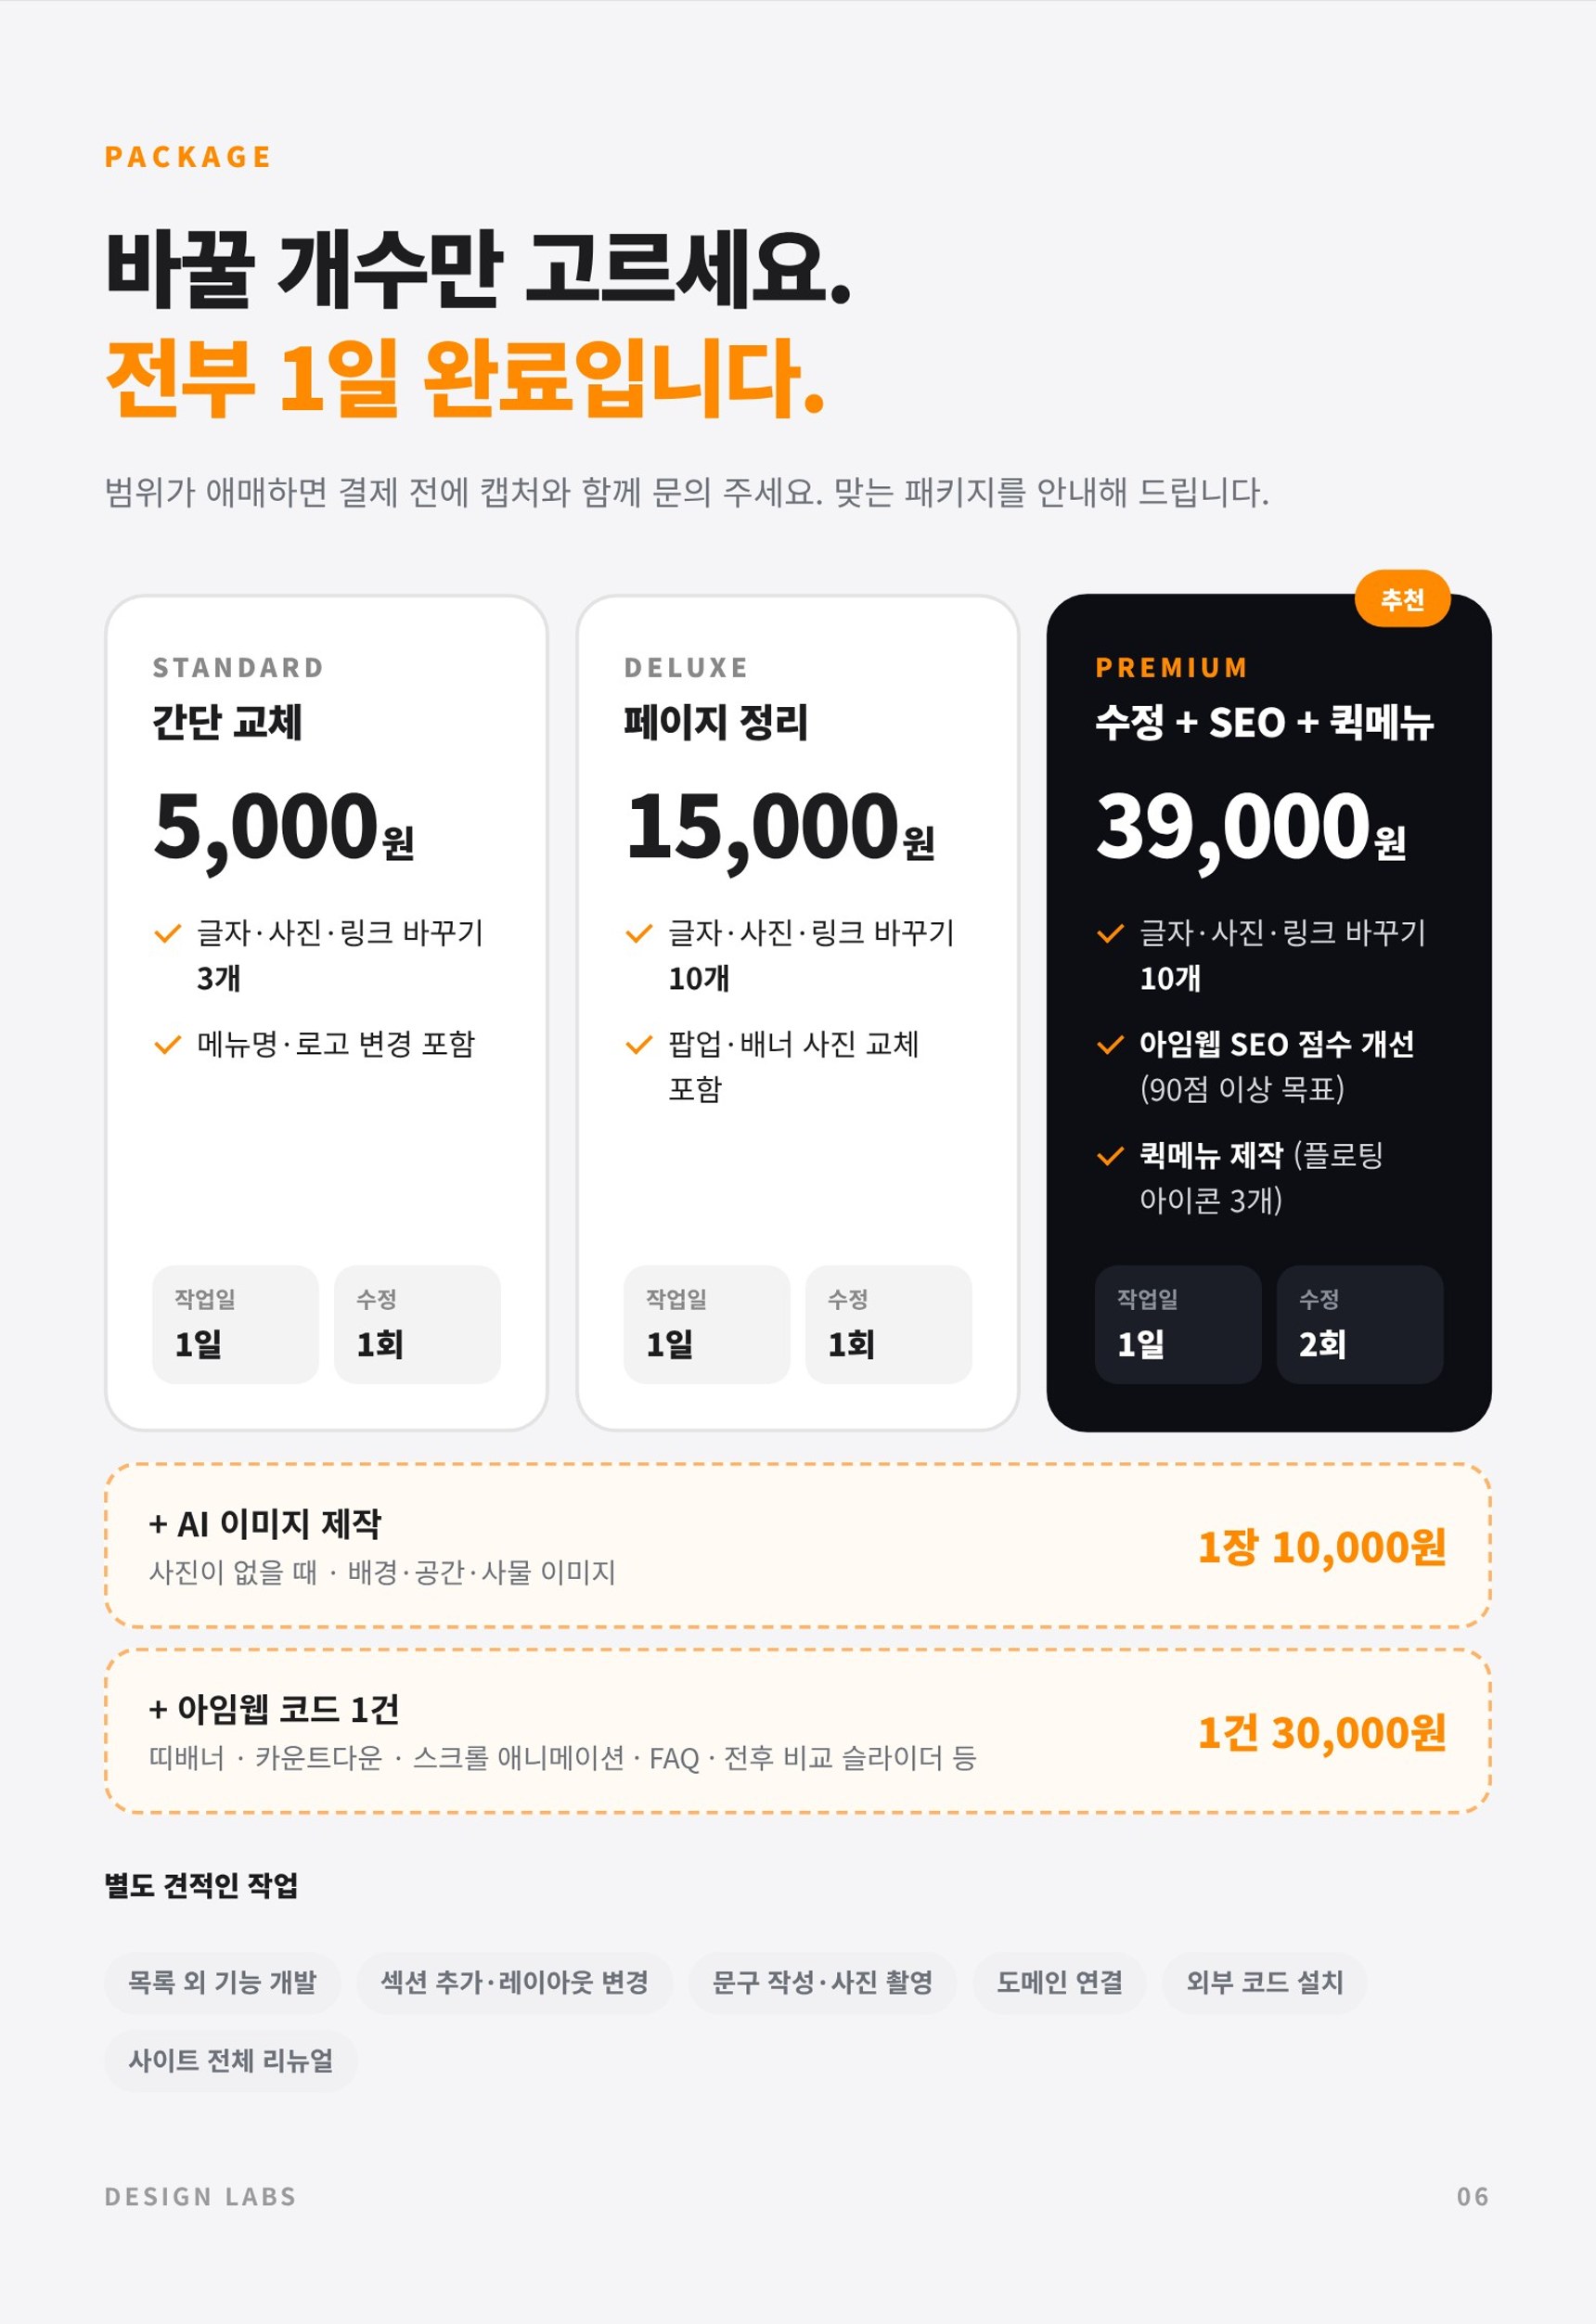 PACKAGE
바꿀 개수만 고르세요.
전부 1일 완료입니다.
범위가 애매하면 결제 전에 캡처와 함께 문의 주세요. 맞는 패키지를 안내해 드립니다.
STANDARD
간단 교체
5,000원
글자·사진·링크 바꾸기
3개
메뉴명·로고 변경 포함
작업일
1일
수정
1회
DELUXE
페이지 정리
15,000원
글자·사진·링크 바꾸기
10개
팝업·배너 사진 교체
포함
작업일
1일
수정
1회
추천
PREMIUM
수정 + SEO + 퀵메뉴
39,000원
글자·사진·링크 바꾸기
10개
아임웹 SEO 점수 개선
(90점 이상 목표)
퀵메뉴 제작 (플로팅
아이콘 3개)
작업일
1일
수정
2회
+ AI 이미지 제작
사진이 없을 때 · 배경·공간·사물 이미지
1장 10,000원
+ 아임웹 코드 1건
띠배너 · 카운트다운 · 스크롤 애니메이션 · FAQ · 전후 비교 슬라이더 등
1건 30,000원
별도 견적인 작업
목록 외 기능 개발
섹션 추가·레이아웃 변경
문구 작성·사진 촬영
도메인 연결
외부 코드 설치
사이트 전체 리뉴얼
DESIGN LABS
06